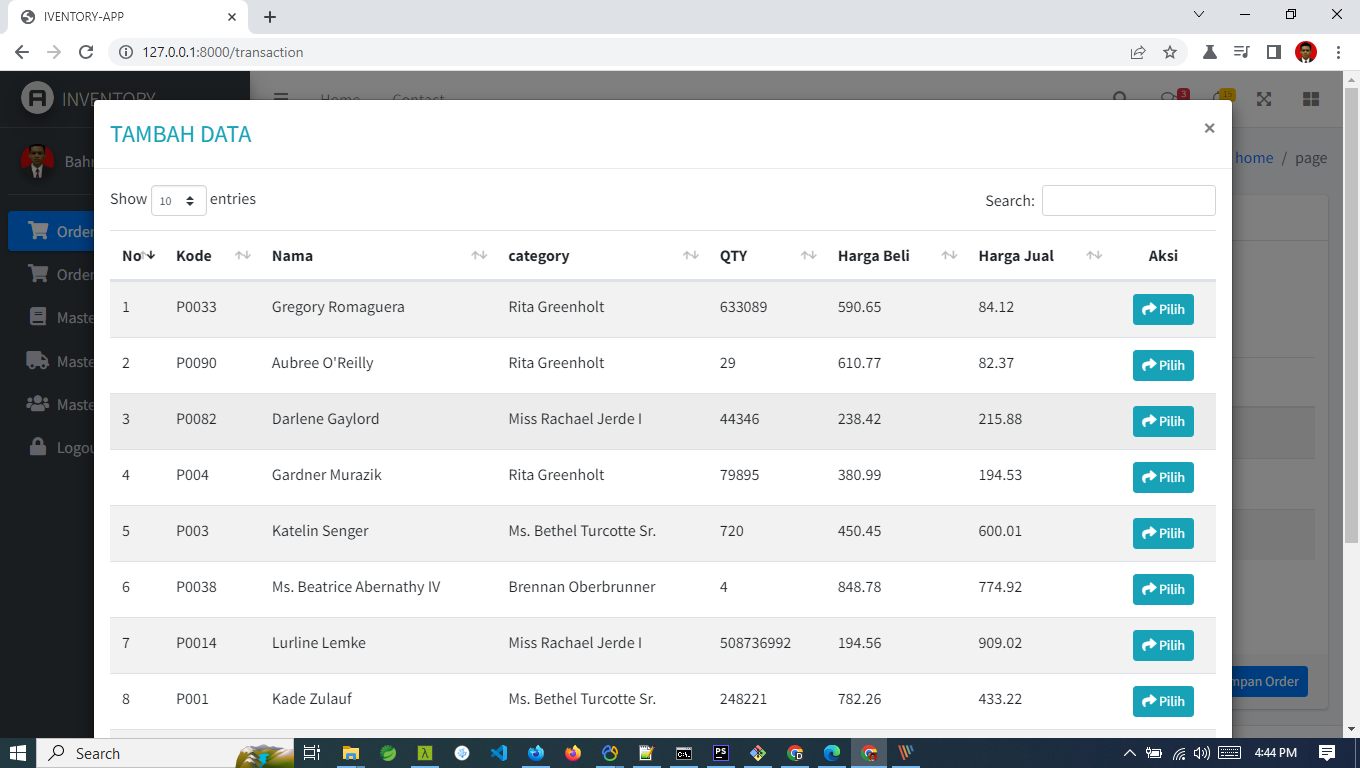 IVENTORY-APP
127.0.0.1:8000/transaction
INVENTORY
Home Contact
3
15
TAMBAH DATA
×
home / page
Show 10 entries
Search:
Order
Order
No Kode Nama category QTY Harga Beli Harga Jual Aksi
1 P0033 Gregory Romaguera Rita Greenholt 633089 590.65 84.12 Pilih
2 P0090 Aubree O'Reilly Rita Greenholt 29 610.77 82.37 Pilih
3 P0082 Darlene Gaylord Miss Rachael Jerde I 44346 238.42 215.88 Pilih
4 P004 Gardner Murazik Rita Greenholt 79895 380.99 194.53 Pilih
5 P003 Katelin Senger Ms. Bethel Turcotte Sr. 720 450.45 600.01 Pilih
6 P0038 Ms. Beatrice Abernathy IV Brennan Oberbrunner 4 848.78 774.92 Pilih
7 P0014 Lurline Lemke Miss Rachael Jerde I 508736992 194.56 909.02 Pilih
8 P001 Kade Zulauf Ms. Bethel Turcotte Sr. 248221 782.26 433.22 Pilih
Order
Search
4:44 PM